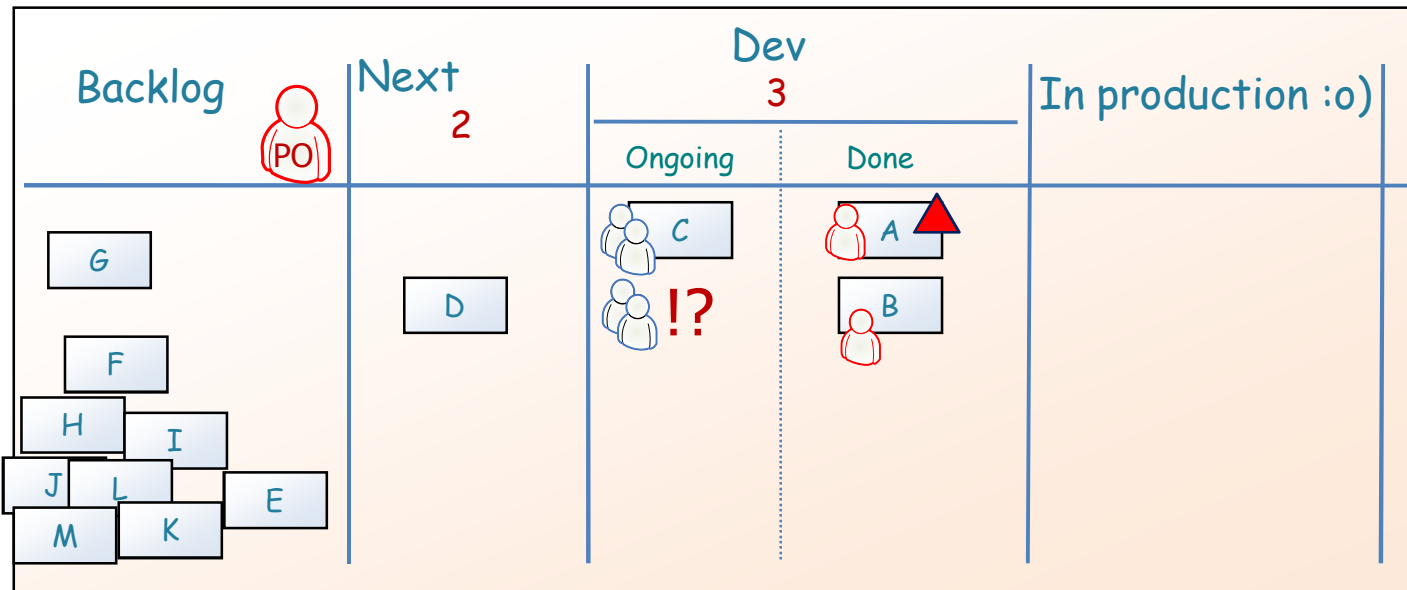 Backlog
PO
Next
2
Dev
3
Ongoing
Done
In production :o)
G
F
H
I
J
L
E
M
K
D
C
!?
A
B